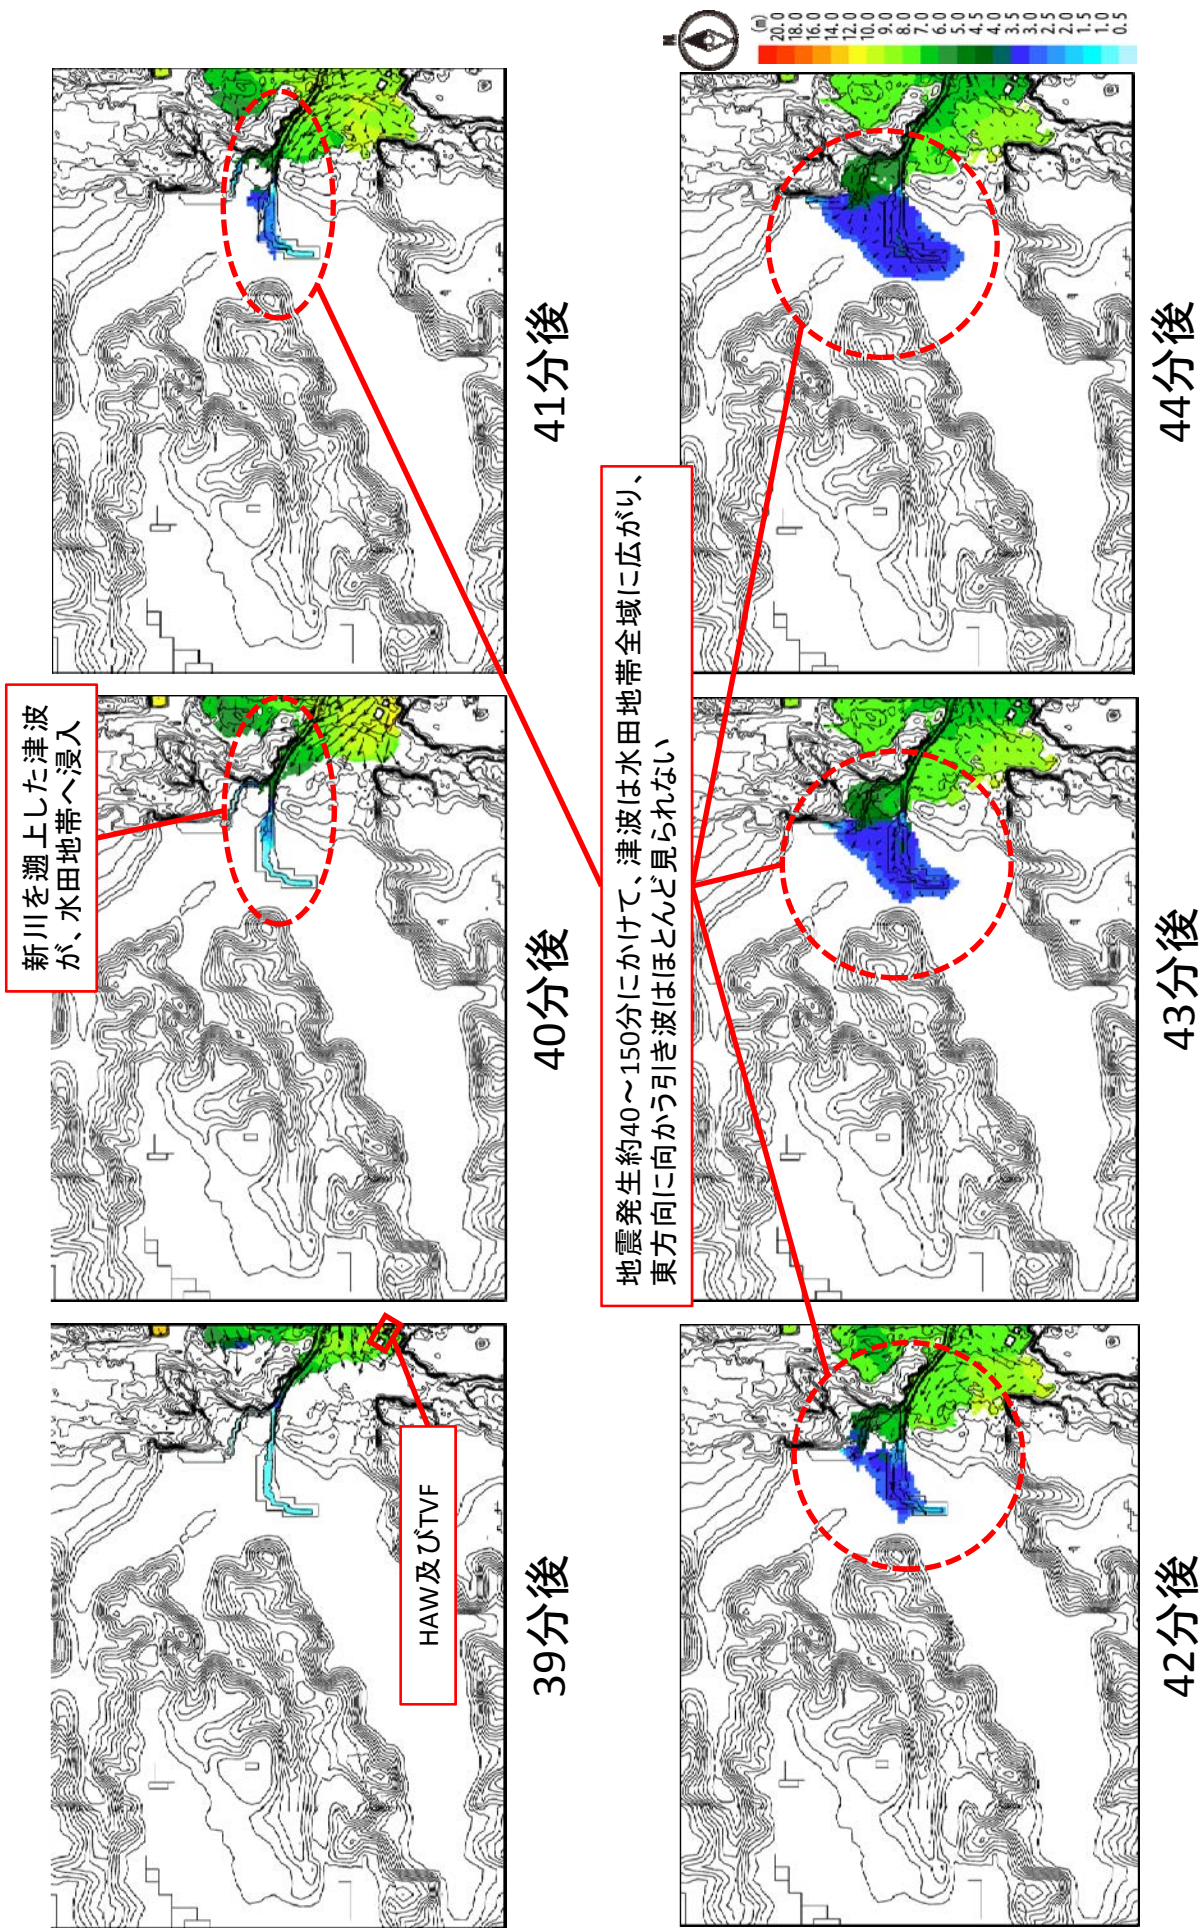 新川を遡上した津波
が、水田地帯へ浸入
HAW及びTVF
39分後
40分後
41分後
地震発生約40～150分にかけて、津波は水田地帯全域に広がり、
東方向に向かう引き波はほとんど見られない
42分後
43分後
44分後
N
(m)
20.0
18.0
16.0
14.0
12.0
10.0
9.0
8.0
7.0
6.0
5.0
4.5
4.0
3.5
3.0
2.5
2.0
1.5
1.0
0.5